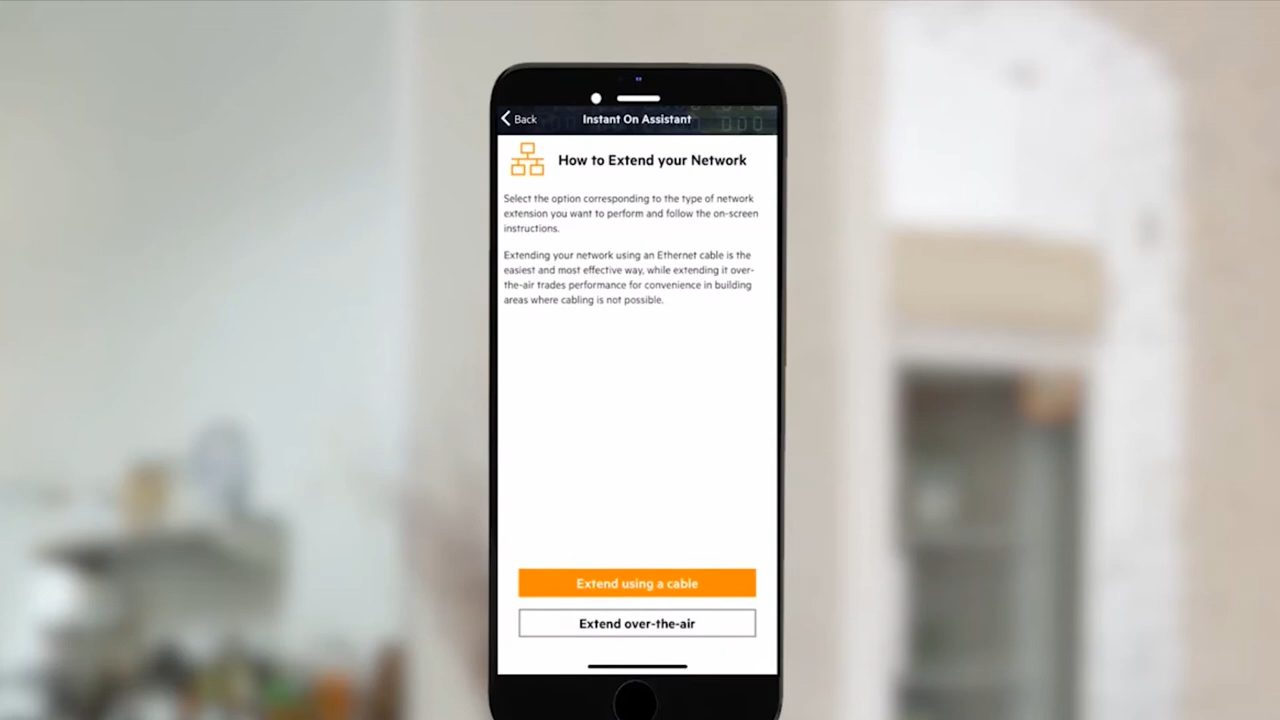 Back
Instant On Assistant
How to Extend your Network
Select the option corresponding to the type of network
extension you want to perform and follow the on-screen
instructions.
Extending your network using an Ethernet cable is the
easiest and most effective way, while extending it over-
the-air trades performance for convenience in building
areas where cabling is not possible.
Extend using a cable
Extend over-the-air